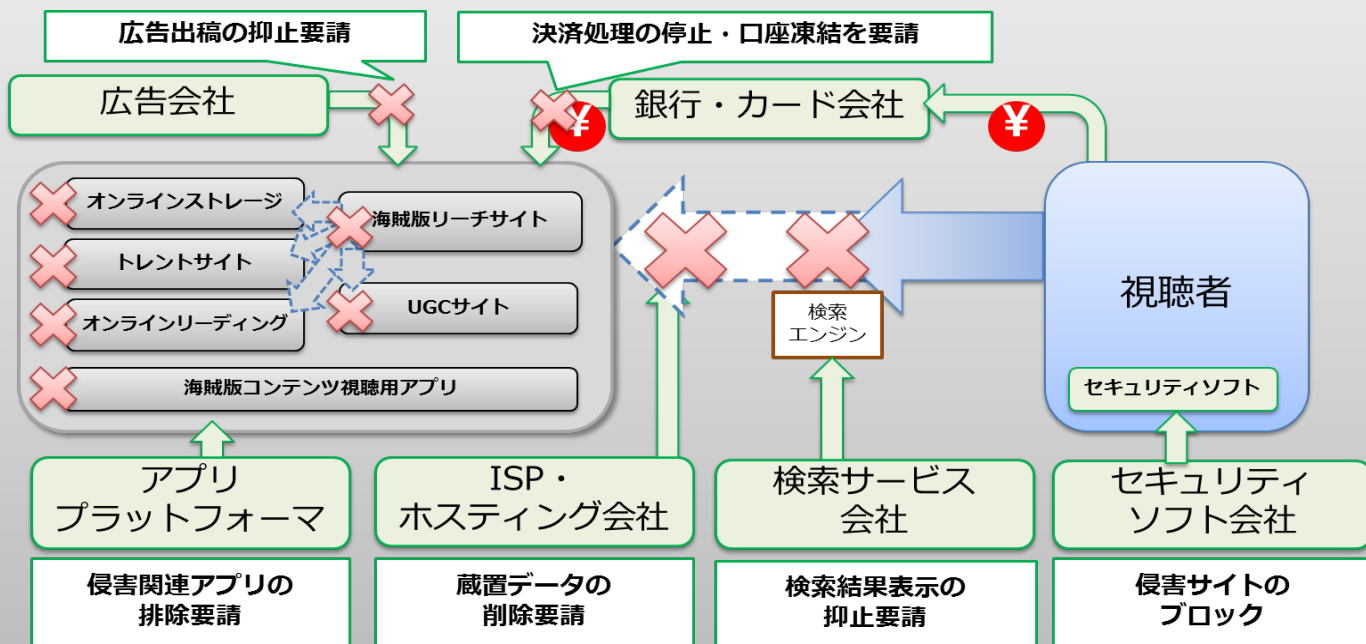 広告出稿の抑止要請
決済処理の停止・口座凍結を要請
広告会社
銀行・カード会社
¥
¥
オンラインストレージ
海賊版リーチサイト
トレントサイト
UGCサイト
オンラインリーディング
海賊版コンテンツ視聴用アプリ
検索
エンジン
視聴者
セキュリティソフト
アプリ
プラットフォーマ
ISP・
ホスティング会社
検索サービス
会社
セキュリティ
ソフト会社
侵害関連アプリの
排除要請
蔵置データの
削除要請
検索結果表示の
抑止要請
侵害サイトの
ブロック